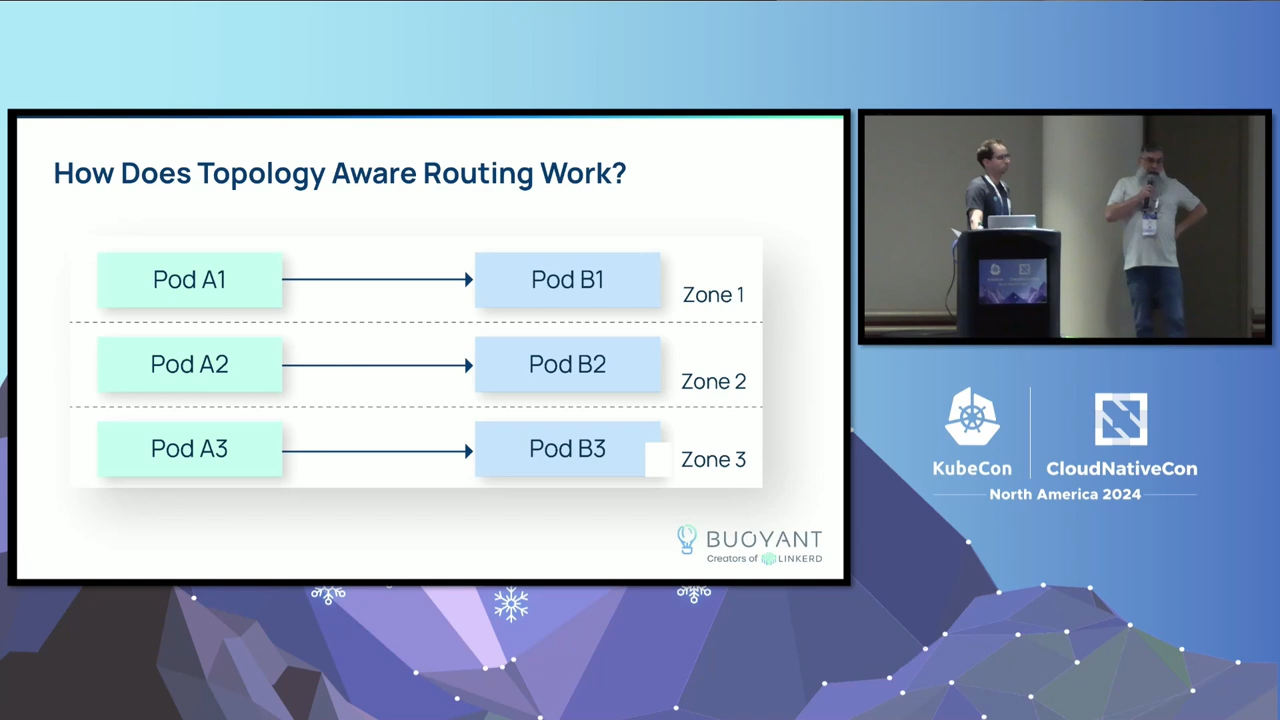 How Does Topology Aware Routing Work?
Pod A1
Pod B1
Zone 1
Pod A2
Pod B2
Zone 2
Pod A3
Pod B3
Zone 3
BUOYANT
Creators of LINKERD
KubeCon
CloudNativeCon
North America 2024